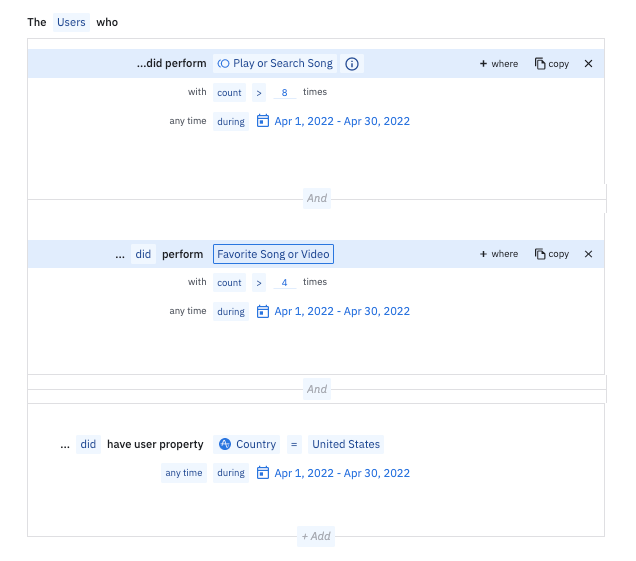 The Users who
...did perform Play or Search Song + where copy
with count > 8 times
any time during Apr 1, 2022 - Apr 30, 2022
And
... did perform Favorite Song or Video + where copy
with count > 4 times
any time during Apr 1, 2022 - Apr 30, 2022
And
... did have user property Country = United States
any time during Apr 1, 2022 - Apr 30, 2022
+ Add